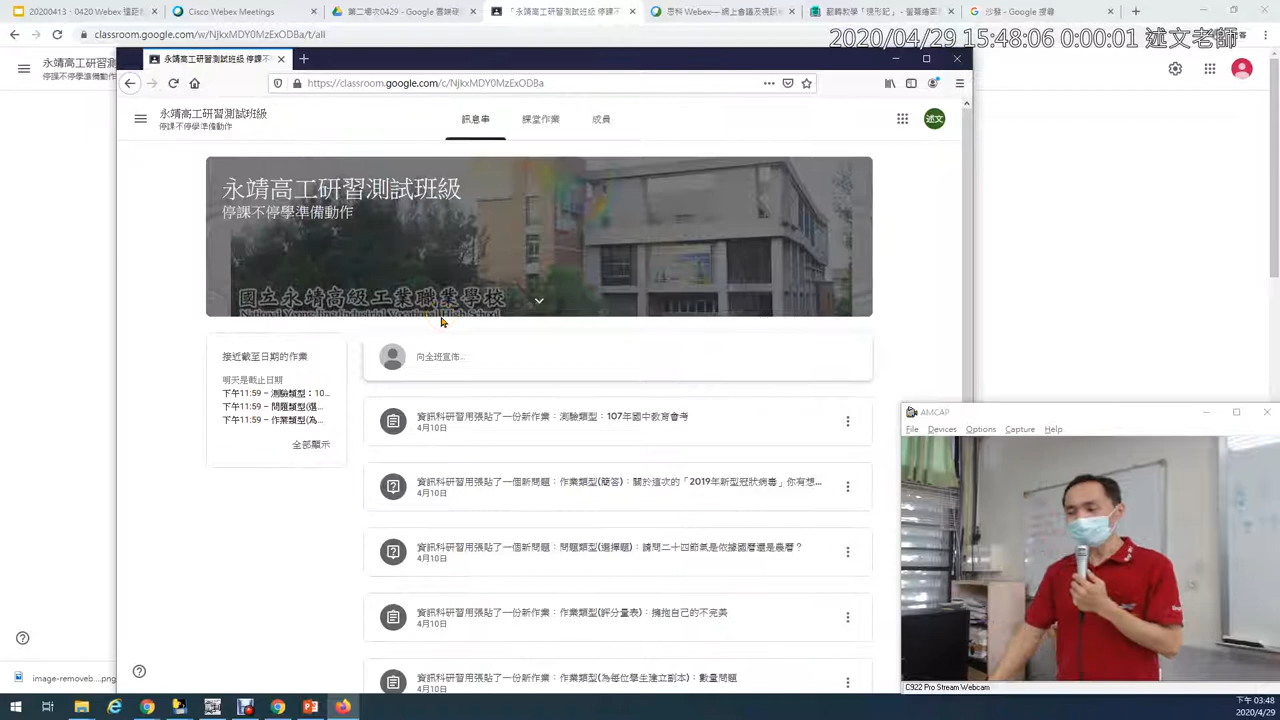 20200413、0420 Webex 遠距
Cisco Webex Meetings
第二場次0429 - Google 雲端硬
「永靖高工研習測試班級 停課不
思科 Webex—線上會議及視訊
沙發 - Google 搜尋
classroom.google.com/w/NjkxMDY0MzExODBa/t/all
2020/04/29 15:48:06 0:00:01 述文老師
永靖高工研習測試班級 停課不
https://classroom.google.com/c/NjkxMDY0MzExODBa
永靖高工研習測試班級
停課不停學準備動作
訊息串
課堂作業
成員
述文
永靖高工研習測試班級
停課不停學準備動作
國立永靖高級工業職業學校
接近截至日期的作業
明天是截止日期
下午11:59 – 測驗類型：10...
下午11:59 – 問題類型(選...
下午11:59 – 作業類型(為...
全部顯示
向全班宣佈...
資訊科研習用張貼了一份新作業：測驗類型：107年國中教育會考
4月10日
資訊科研習用張貼了一個新問題：作業類型(簡答)：關於這次的「2019年新型冠狀病毒」你有想...
4月10日
資訊科研習用張貼了一個新問題：問題類型(選擇題)：請問二十四節氣是依據國曆還是農曆？
4月10日
資訊科研習用張貼了一份新作業：作業類型(評分量表)：擁抱自己的不完美
4月10日
資訊科研習用張貼了一份新作業：作業類型(為每位學生建立副本)：數量問題
AMCAP
File Devices Options Capture Help
C922 Pro Stream Webcam
image-removeb....png
下午 03:48
2020/4/29